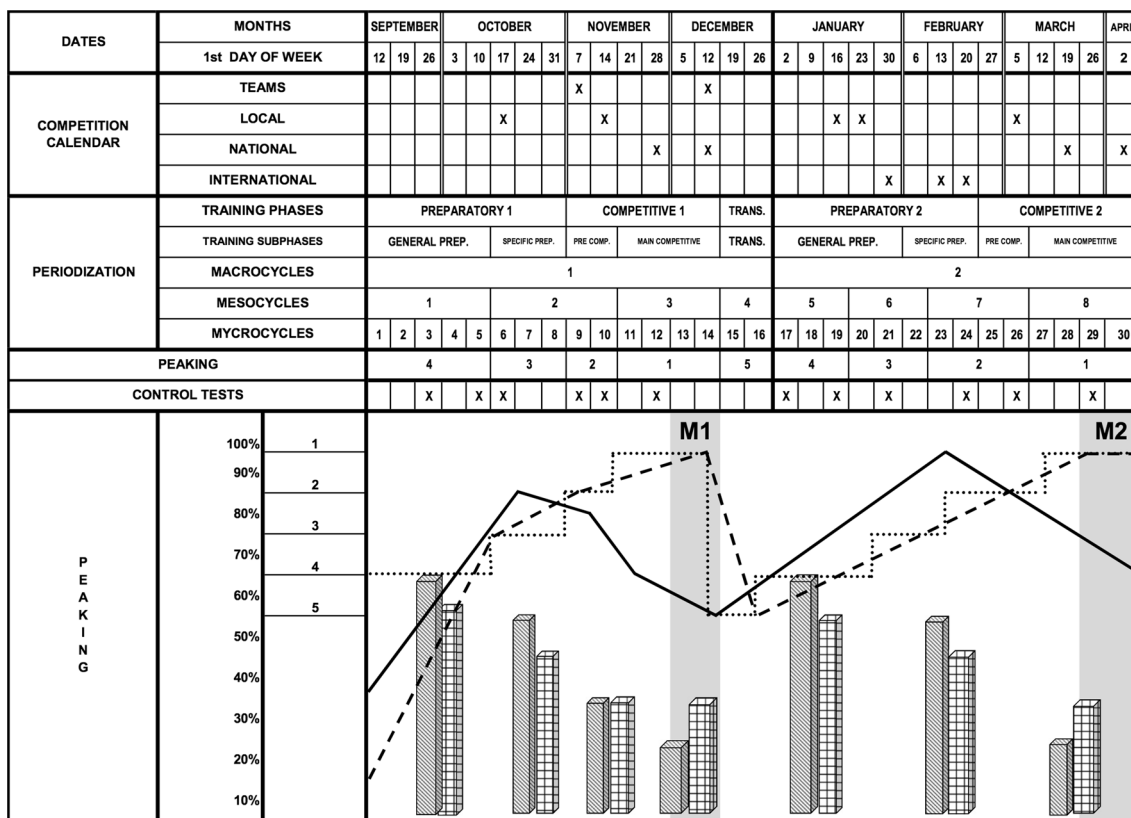 DATES
MONTHS SEPTEMBER OCTOBER NOVEMBER DECEMBER JANUARY FEBRUARY MARCH APRI
1st DAY OF WEEK 12 19 26 3 10 17 24 31 7 14 21 28 5 12 19 26 2 9 16 23 30 6 13 20 27 5 12 19 26 2
COMPETITION
CALENDAR
TEAMS X X
LOCAL X X X X X
NATIONAL X X X X
INTERNATIONAL X X X
PERIODIZATION
TRAINING PHASES PREPARATORY 1 COMPETITIVE 1 TRANS. PREPARATORY 2 COMPETITIVE 2
TRAINING SUBPHASES GENERAL PREP. SPECIFIC PREP. PRE COMP. MAIN COMPETITIVE TRANS. GENERAL PREP. SPECIFIC PREP. PRE COMP. MAIN COMPETITIVE
MACROCYCLES 1 2
MESOCYCLES 1 2 3 4 5 6 7 8
MYCROCYCLES 1 2 3 4 5 6 7 8 9 10 11 12 13 14 15 16 17 18 19 20 21 22 23 24 25 26 27 28 29 30
PEAKING 4 3 2 1 5 4 3 2 1
CONTROL TESTS X X X X X X X X X X X X
PEAKING
100% 1
90%
2
80%
3
70%
4
60%
5
50%
40%
30%
20%
10%
M1 M2